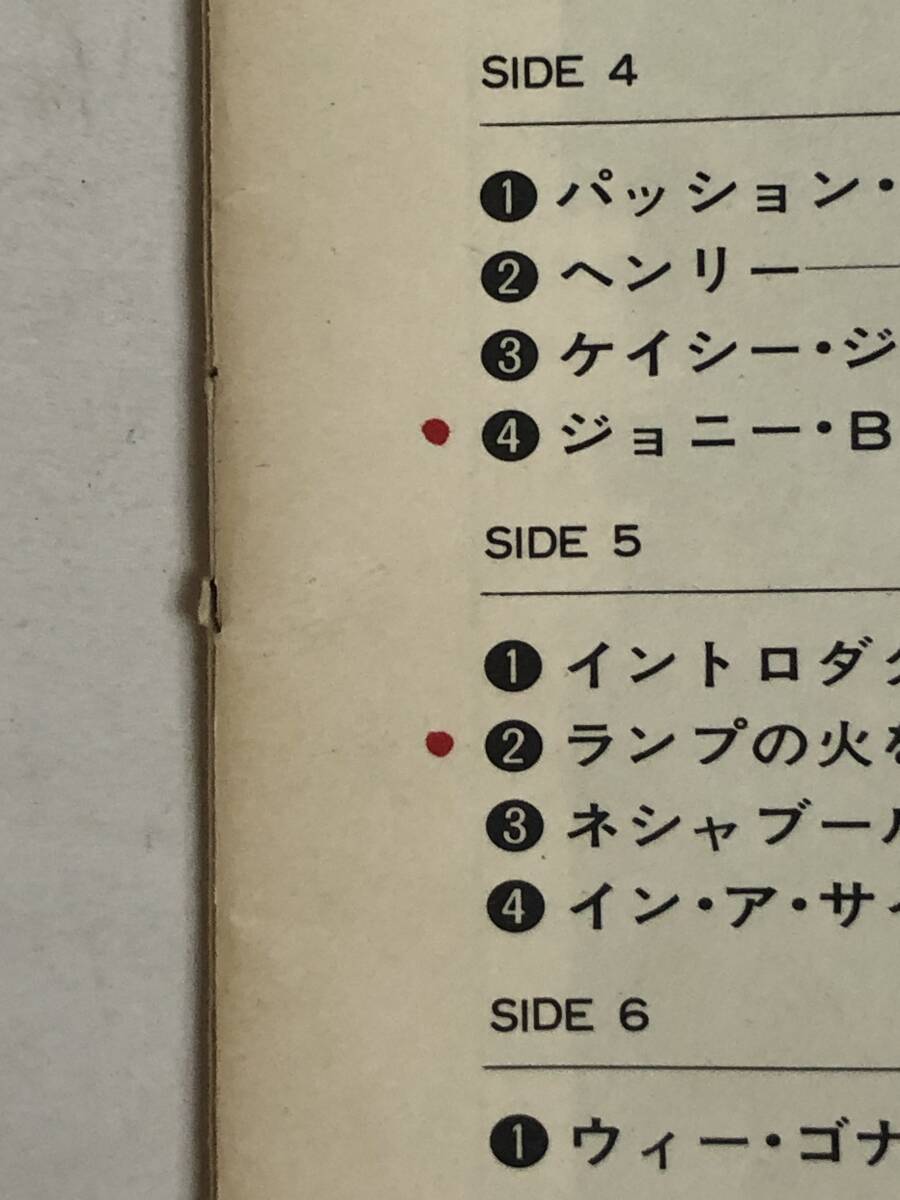 SIDE 4
❶ パッション・
❷ ヘンリー
❸ ケイシー・ジ
❹ ジョニー・B
SIDE 5
❶ イントロダ
❷ ランプの火を
❸ ネシャブール
❹ イン・ア・サイ
SIDE 6
❶ ウィー・ゴナ